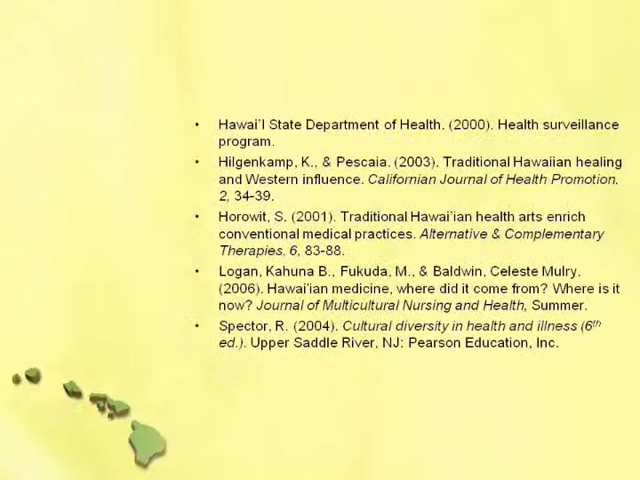 • Hawai'I State Department of Health. (2000). Health surveillance
program.
• Hilgenkamp, K., & Pescaia. (2003). Traditional Hawaiian healing
and Western influence. Californian Journal of Health Promotion,
2, 34-39.
• Horowit, S. (2001). Traditional Hawai'ian health arts enrich
conventional medical practices. Alternative & Complementary
Therapies, 6, 83-88.
• Logan, Kahuna B., Fukuda, M., & Baldwin, Celeste Mulry.
(2006). Hawai'ian medicine, where did it come from? Where is it
now? Journal of Multicultural Nursing and Health, Summer.
• Spector, R. (2004). Cultural diversity in health and illness (6th
ed.). Upper Saddle River, NJ: Pearson Education, Inc.